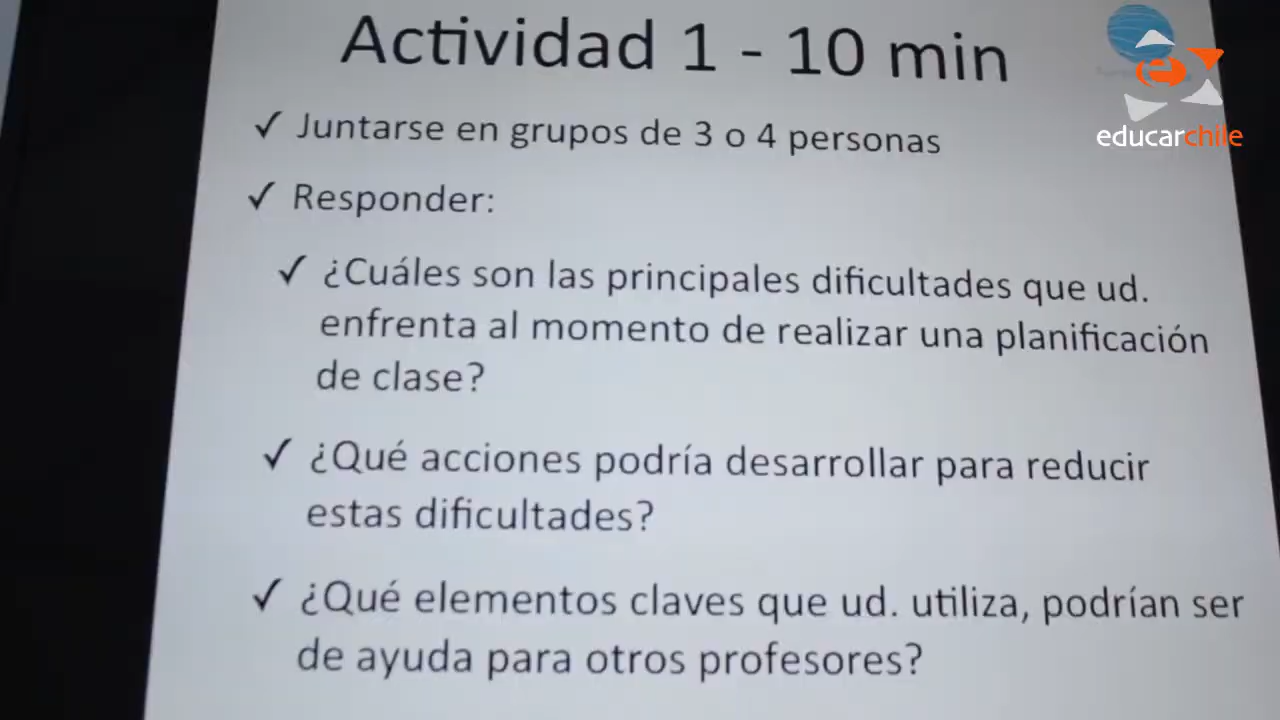 Actividad 1 - 10 min
✓ Juntarse en grupos de 3 o 4 personas
✓ Responder:
✓ ¿Cuáles son las principales dificultades que ud.
enfrenta al momento de realizar una planificación
de clase?
✓ ¿Qué acciones podría desarrollar para reducir
estas dificultades?
✓ ¿Qué elementos claves que ud. utiliza, podrían ser
de ayuda para otros profesores?
educarchile